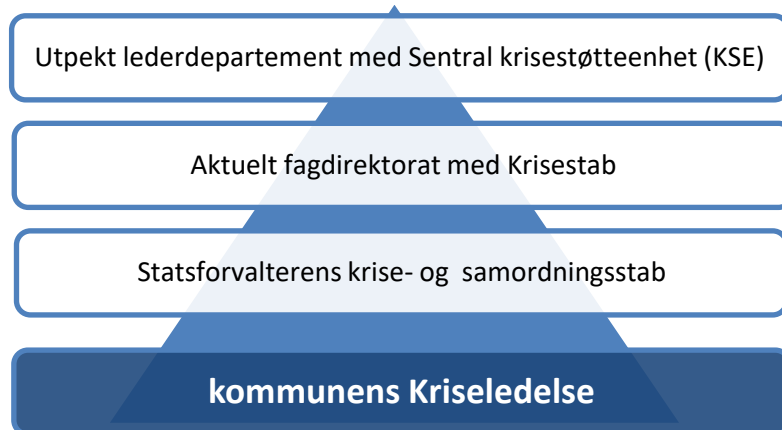 Utpekt lederdepartement med Sentral krisestøtteenhet (KSE)
Aktuelt fagdirektorat med Krisestab
Statsforvalterens krise- og samordningsstab
kommunens Kriseledelse